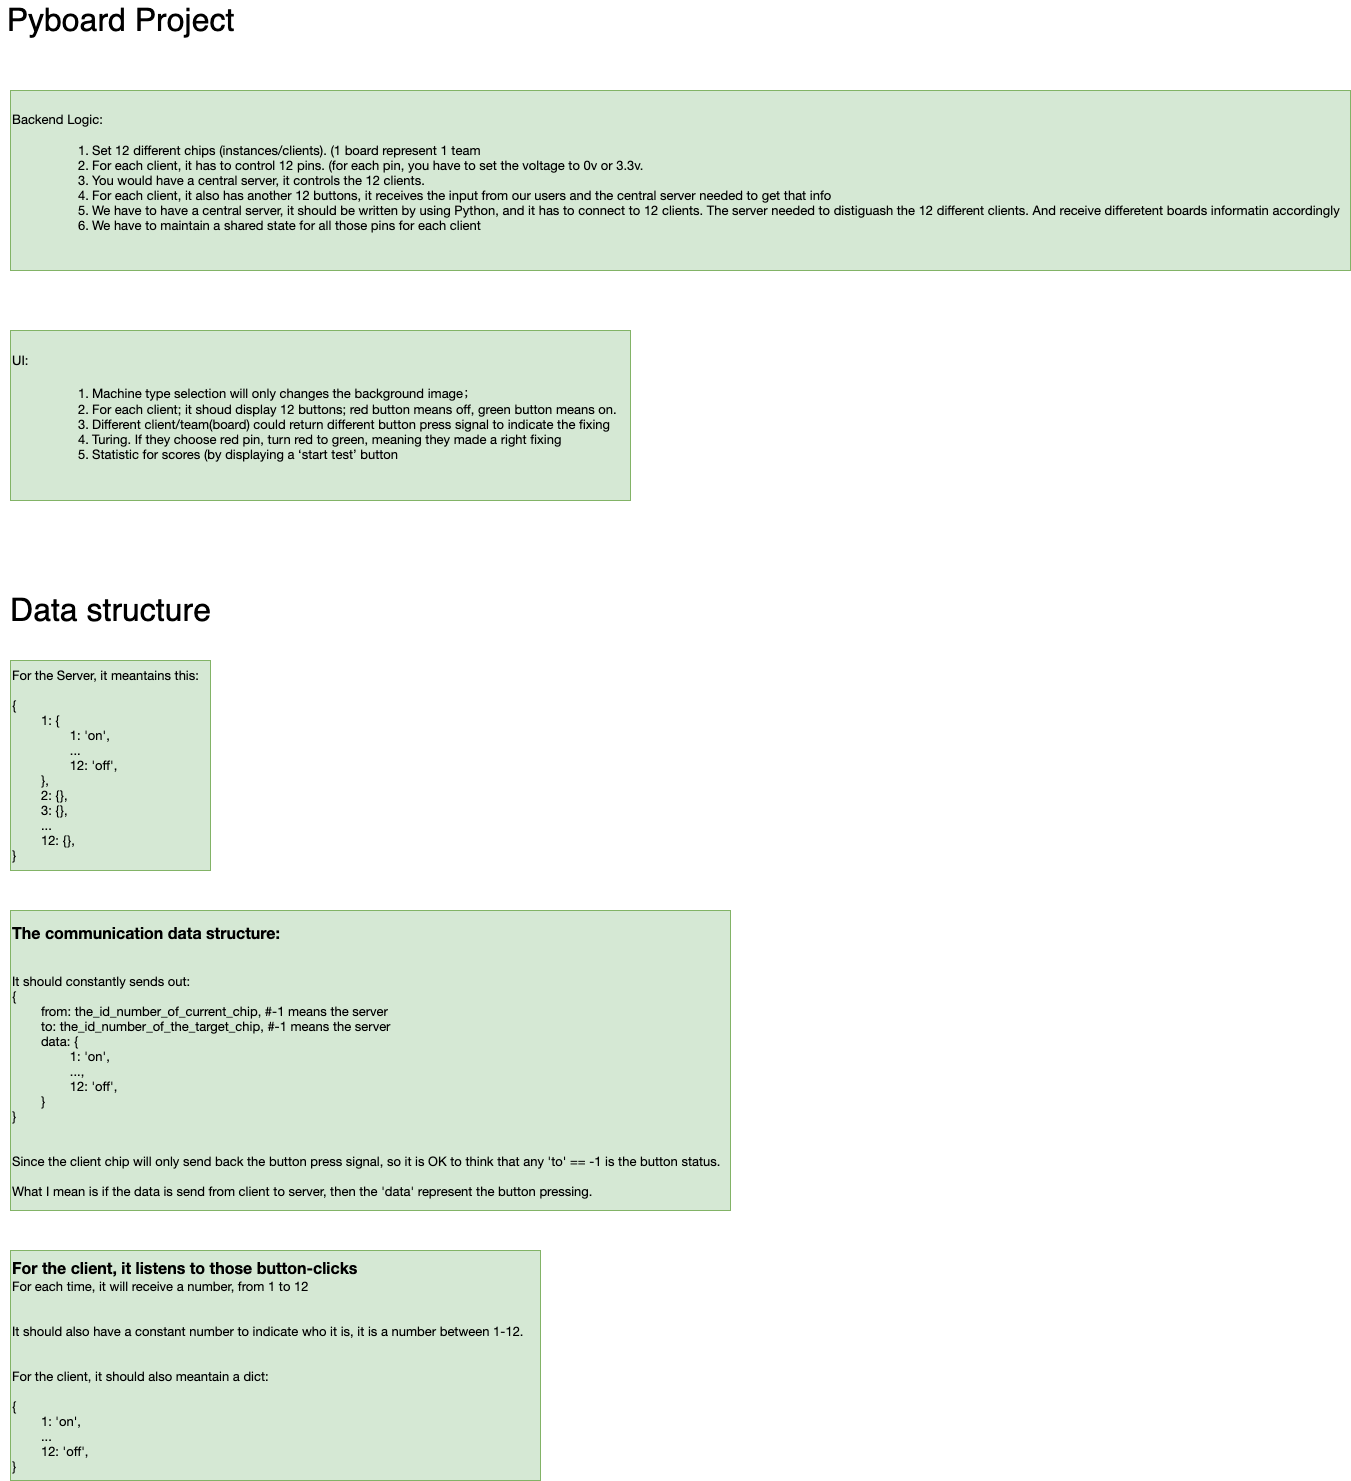 Pyboard Project
Backend Logic:
1. Set 12 different chips (instances/clients). (1 board represent 1 team
2. For each client, it has to control 12 pins. (for each pin, you have to set the voltage to 0v or 3.3v.
3. You would have a central server, it controls the 12 clients.
4. For each client, it also has another 12 buttons, it receives the input from our users and the central server needed to get that info
5. We have to have a central server, it should be written by using Python, and it has to connect to 12 clients. The server needed to distiguash the 12 different clients. And receive differetent boards informatin accordingly
6. We have to maintain a shared state for all those pins for each client
UI:
1. Machine type selection will only changes the background image；
2. For each client; it shoud display 12 buttons; red button means off, green button means on.
3. Different client/team(board) could return different button press signal to indicate the fixing
4. Turing. If they choose red pin, turn red to green, meaning they made a right fixing
5. Statistic for scores (by displaying a ‘start test’ button
Data structure
For the Server, it meantains this:
{
1: {
1: 'on',
...
12: 'off',
},
2: {},
3: {},
...
12: {},
}
The communication data structure:
It should constantly sends out:
{
from: the_id_number_of_current_chip, #-1 means the server
to: the_id_number_of_the_target_chip, #-1 means the server
data: {
1: 'on',
...,
12: 'off',
}
}
Since the client chip will only send back the button press signal, so it is OK to think that any 'to' == -1 is the button status.
What I mean is if the data is send from client to server, then the 'data' represent the button pressing.
For the client, it listens to those button-clicks
For each time, it will receive a number, from 1 to 12
It should also have a constant number to indicate who it is, it is a number between 1-12.
For the client, it should also meantain a dict:
{
1: 'on',
...
12: 'off',
}